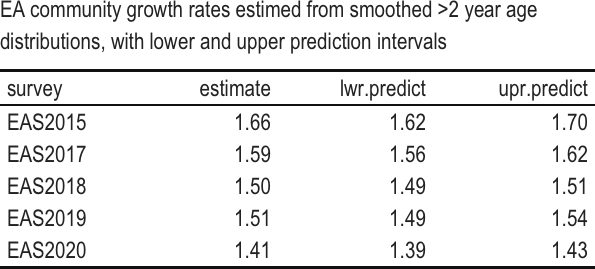 EA community growth rates estimed from smoothed >2 year age
distributions, with lower and upper prediction intervals
survey estimate lwr.predict upr.predict
EAS2015 1.66 1.62 1.70
EAS2017 1.59 1.56 1.62
EAS2018 1.50 1.49 1.51
EAS2019 1.51 1.49 1.54
EAS2020 1.41 1.39 1.43